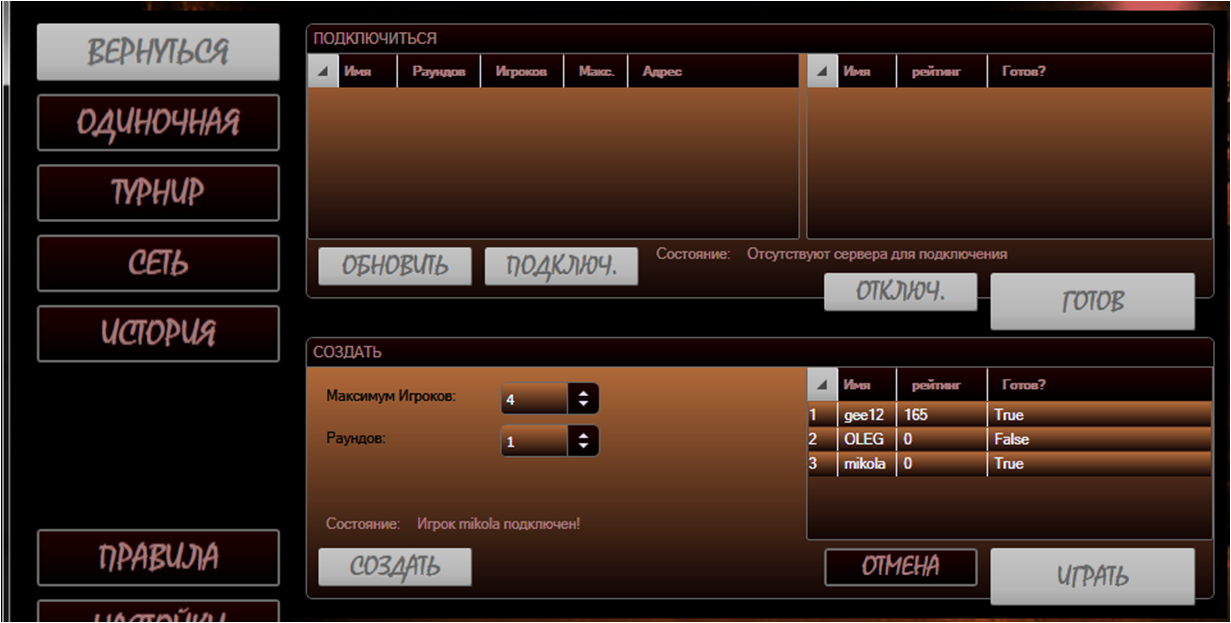 ВЕРНУТЬСЯ
ОДИНОЧНАЯ
ТУРНИР
СЕТЬ
ИСТОРИЯ
ПРАВИЛА
НАСТРОЙКИ
ПОДКЛЮЧИТЬСЯ
Имя Раундов Игроков Макс. Адрес
Имя рейтинг Готов?
ОБНОВИТЬ ПОДКЛЮЧ. Состояние: Отсутствуют сервера для подключения
ОТКЛЮЧ. ГОТОВ
СОЗДАТЬ
Максимум Игроков: 4
Раундов: 1
Имя рейтинг Готов?
1 gee12 165 True
2 OLEG 0 False
3 mikola 0 True
Состояние: Игрок mikola подключен!
СОЗДАТЬ ОТМЕНА ИГРАТЬ